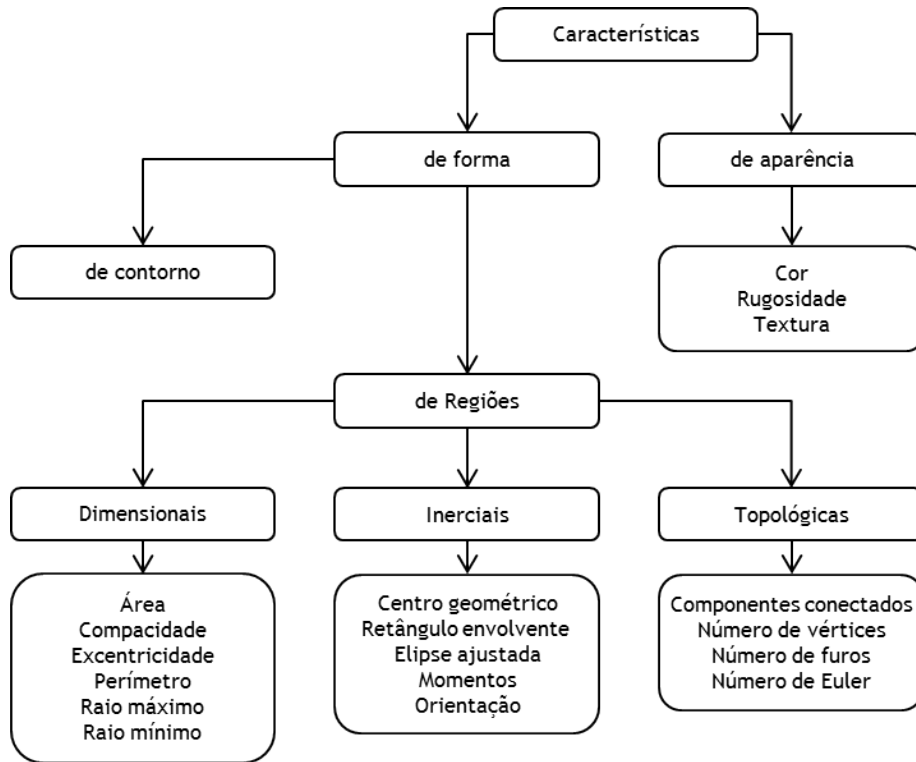 Características
de forma
de aparência
de contorno
Cor
Rugosidade
Textura
de Regiões
Dimensionais
Inerciais
Topológicas
Área
Compacidade
Excentricidade
Perímetro
Raio máximo
Raio mínimo
Centro geométrico
Retângulo envolvente
Elipse ajustada
Momentos
Orientação
Componentes conectados
Número de vértices
Número de furos
Número de Euler